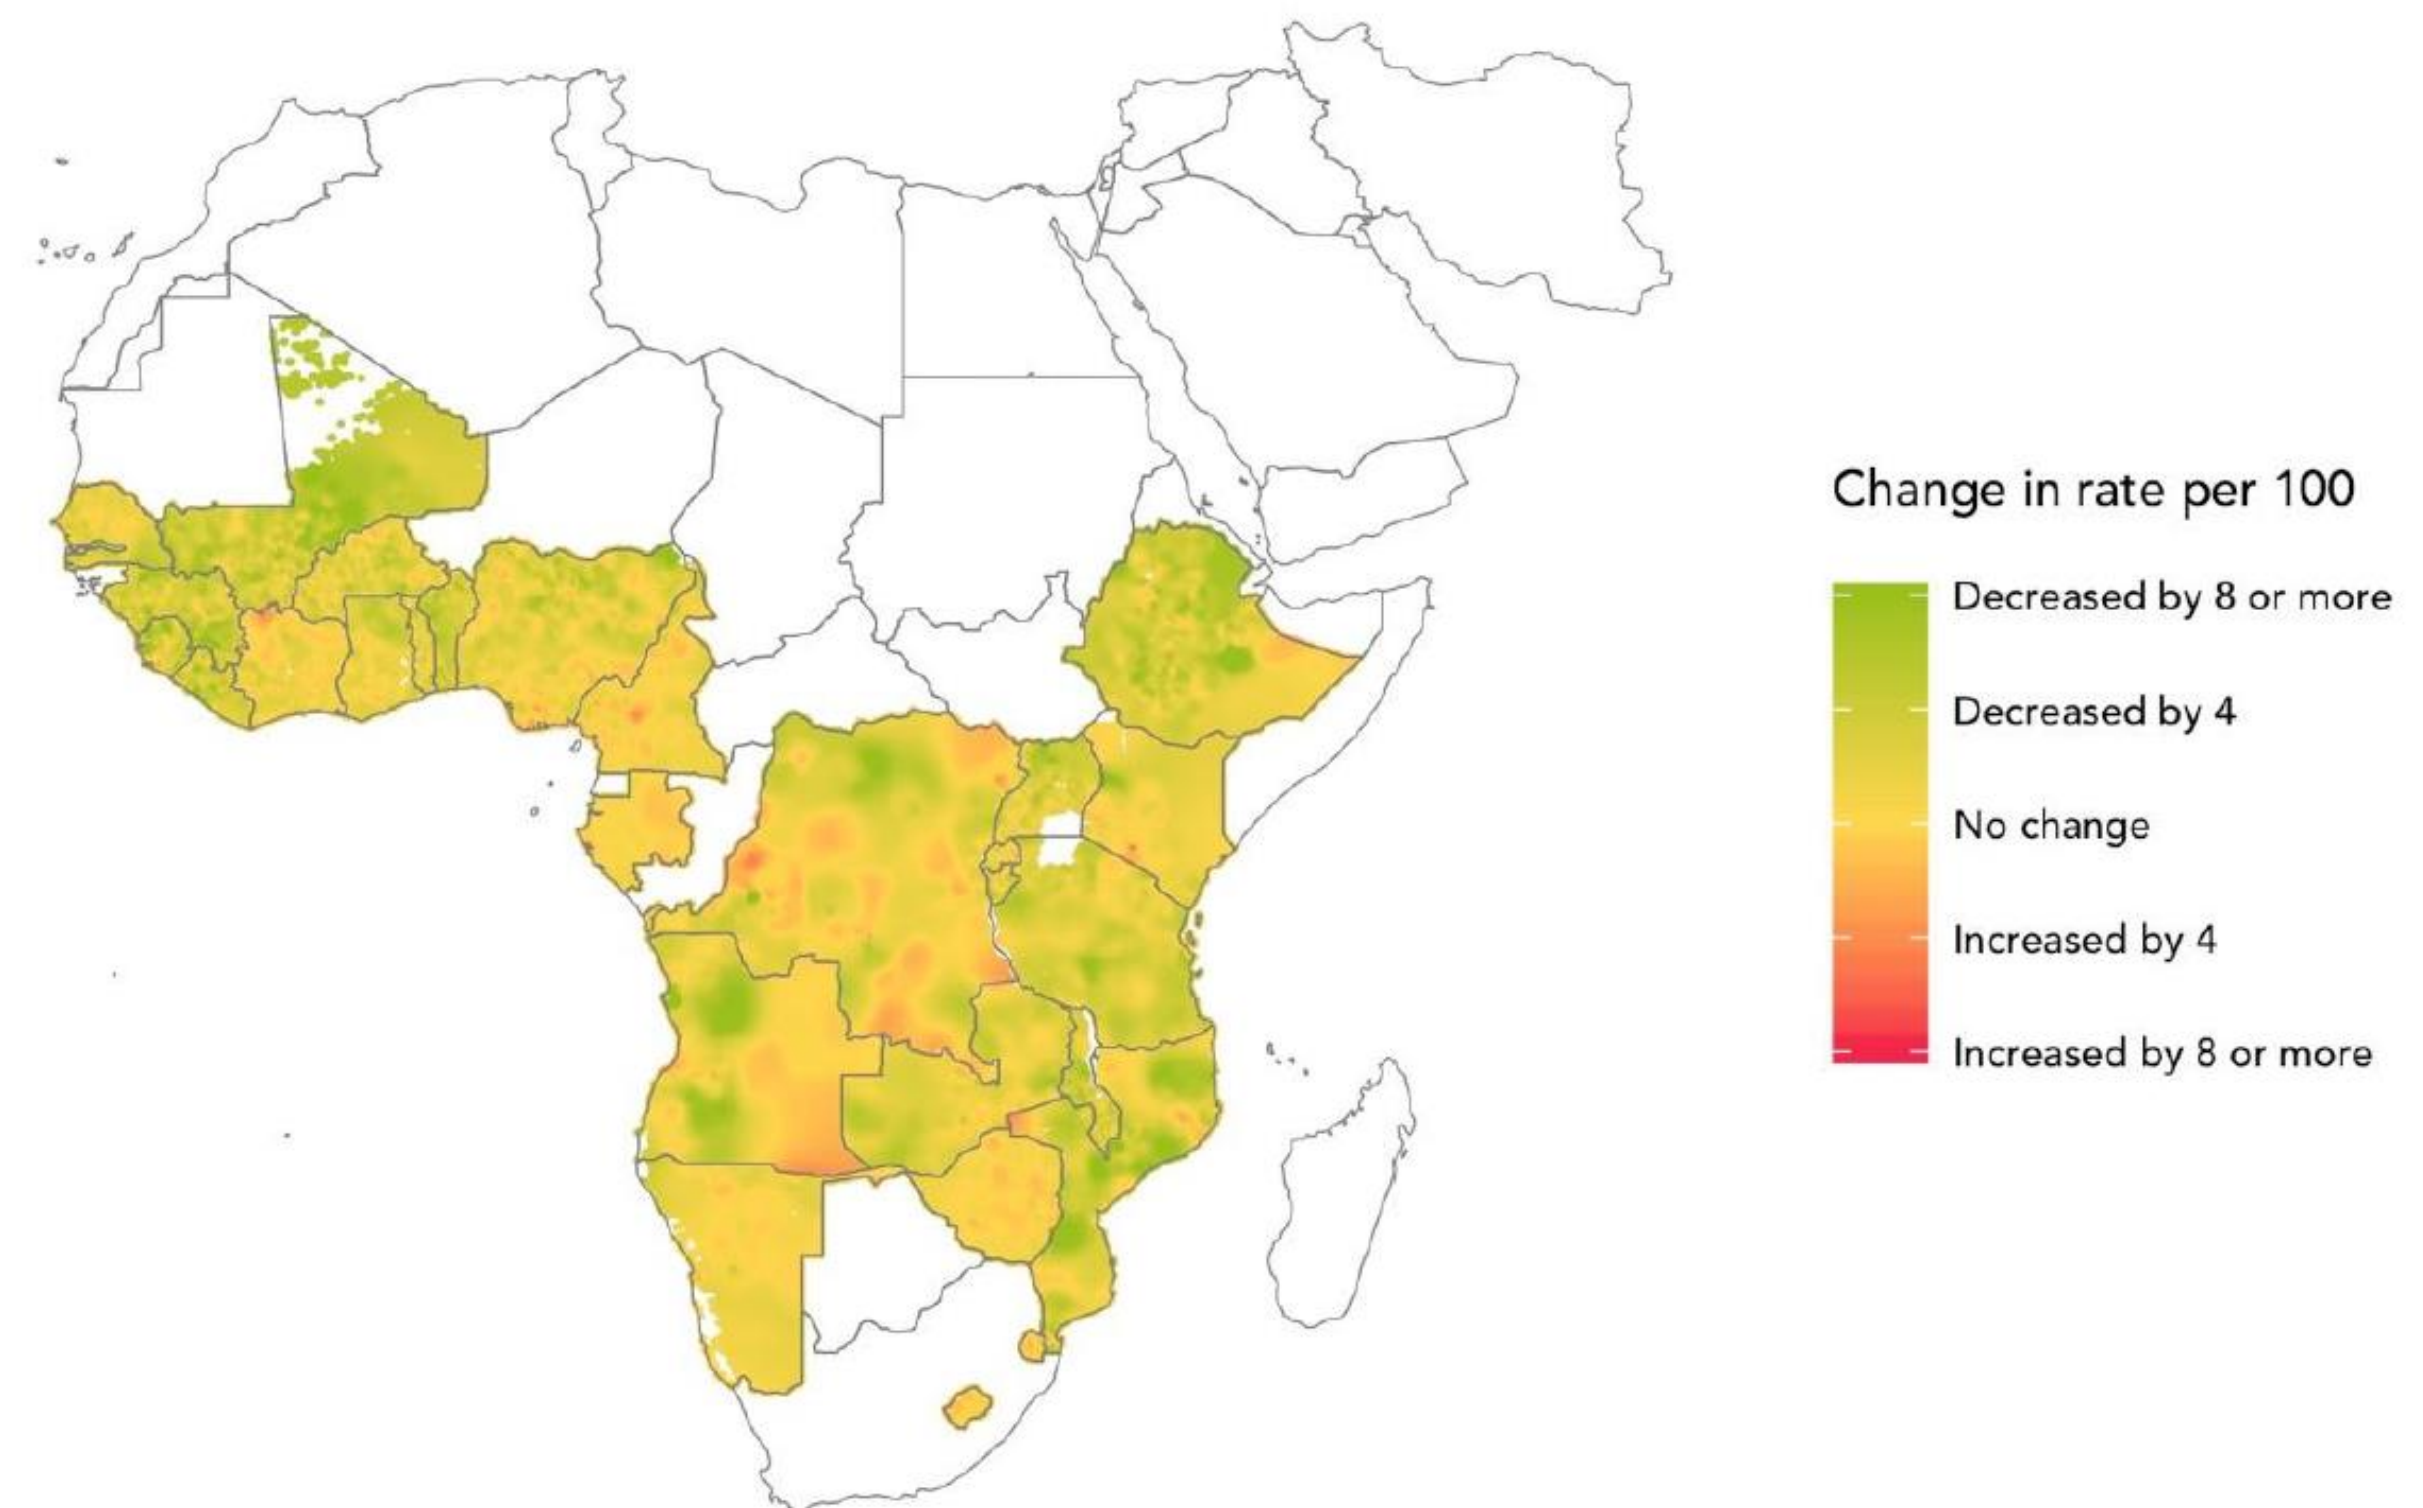 Change in rate per 100
Decreased by 8 or more
Decreased by 4
No change
Increased by 4
Increased by 8 or more